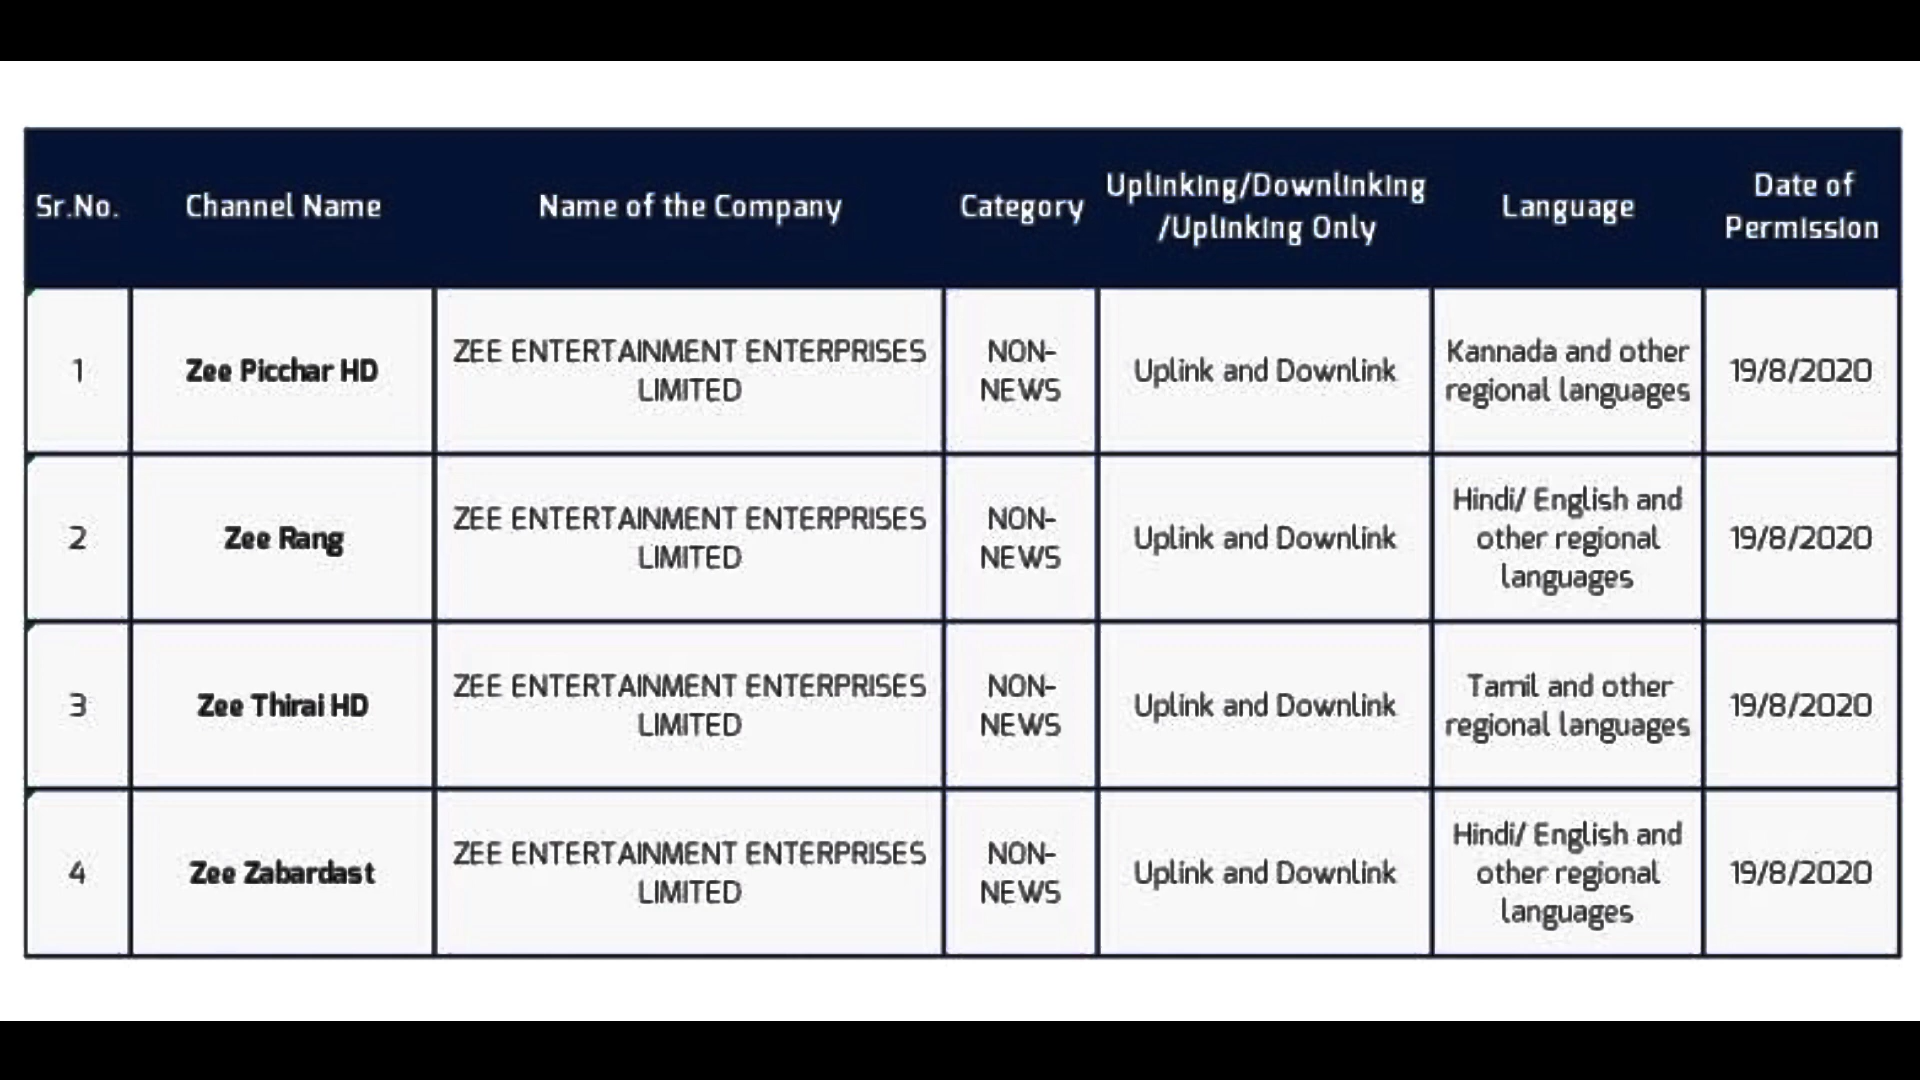 Sr.No. Channel Name Name of the Company Category Uplinking/Downlinking Language Date of
/Uplinking Only Permission
1 Zee Picchar HD ZEE ENTERTAINMENT ENTERPRISES NON- Uplink and Downlink Kannada and other 19/8/2020
LIMITED NEWS regional languages
2 Zee Rang ZEE ENTERTAINMENT ENTERPRISES NON- Uplink and Downlink Hindi/ English and 19/8/2020
LIMITED NEWS other regional
languages
3 Zee Thirai HD ZEE ENTERTAINMENT ENTERPRISES NON- Uplink and Downlink Tamil and other 19/8/2020
LIMITED NEWS regional languages
4 Zee Zabardast ZEE ENTERTAINMENT ENTERPRISES NON- Uplink and Downlink Hindi/ English and 19/8/2020
LIMITED NEWS other regional
languages